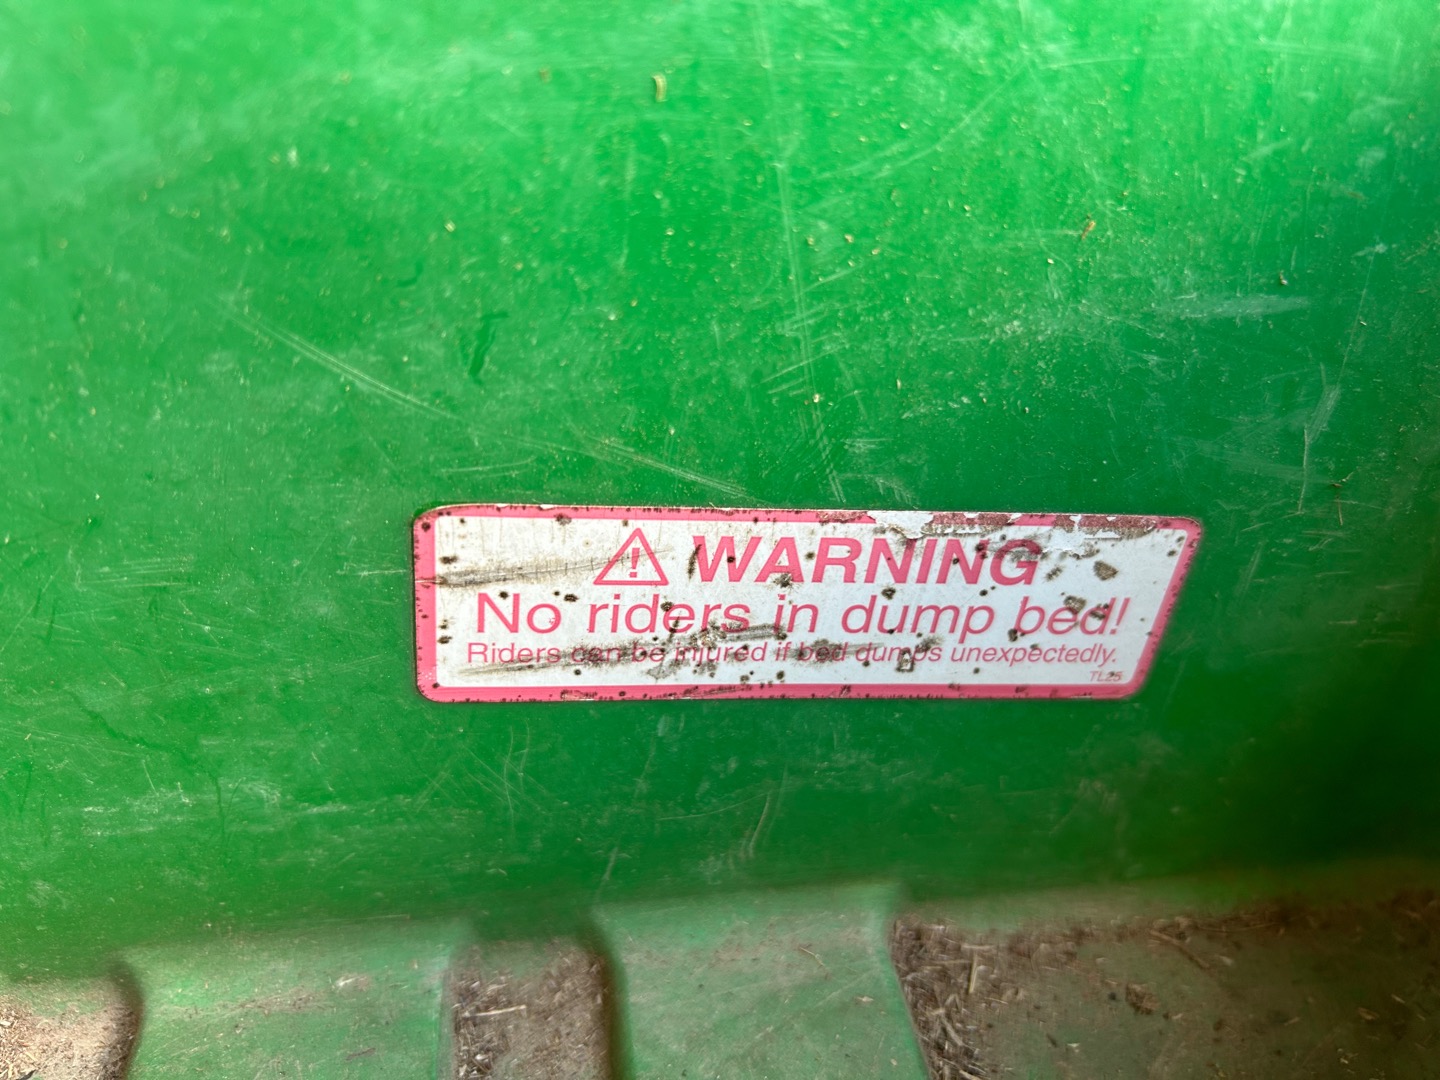 WARNING
No riders in dump bed!
Riders can be injured if bed dumps unexpectedly.
TL25